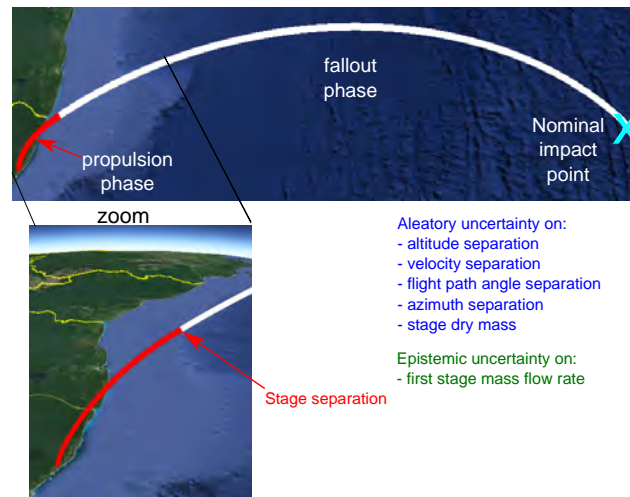 fallout
phase
Nominal
impact
point
propulsion
phase
zoom
Stage separation
Aleatory uncertainty on:
- altitude separation
- velocity separation
- flight path angle separation
- azimuth separation
- stage dry mass
Epistemic uncertainty on:
- first stage mass flow rate